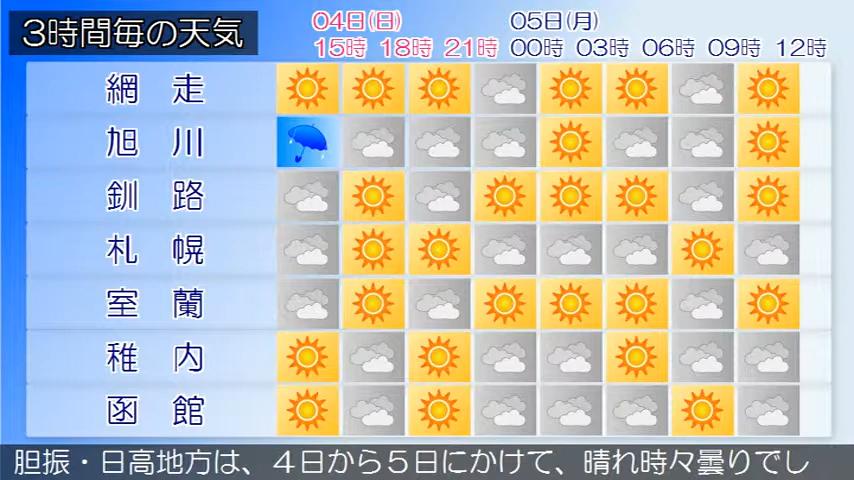 3時間毎の天気
04日(日) 05日(月)
15時 18時 21時 00時 03時 06時 09時 12時
網走
旭川
釧路
札幌
室蘭
稚内
函館
胆振・日高地方は、４日から５日にかけて、晴れ時々曇りでし